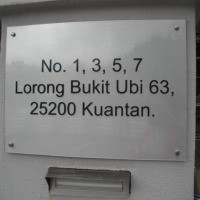 No. 1, 3, 5, 7
Lorong Bukit Ubi 63,
25200 Kuantan.